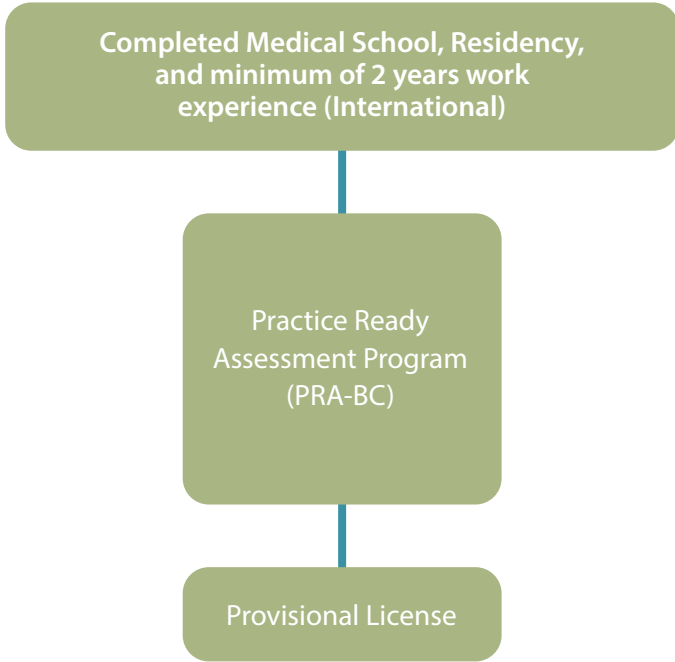 Completed Medical School, Residency,
and minimum of 2 years work
experience (International)
Practice Ready
Assessment Program
(PRA-BC)
Provisional License